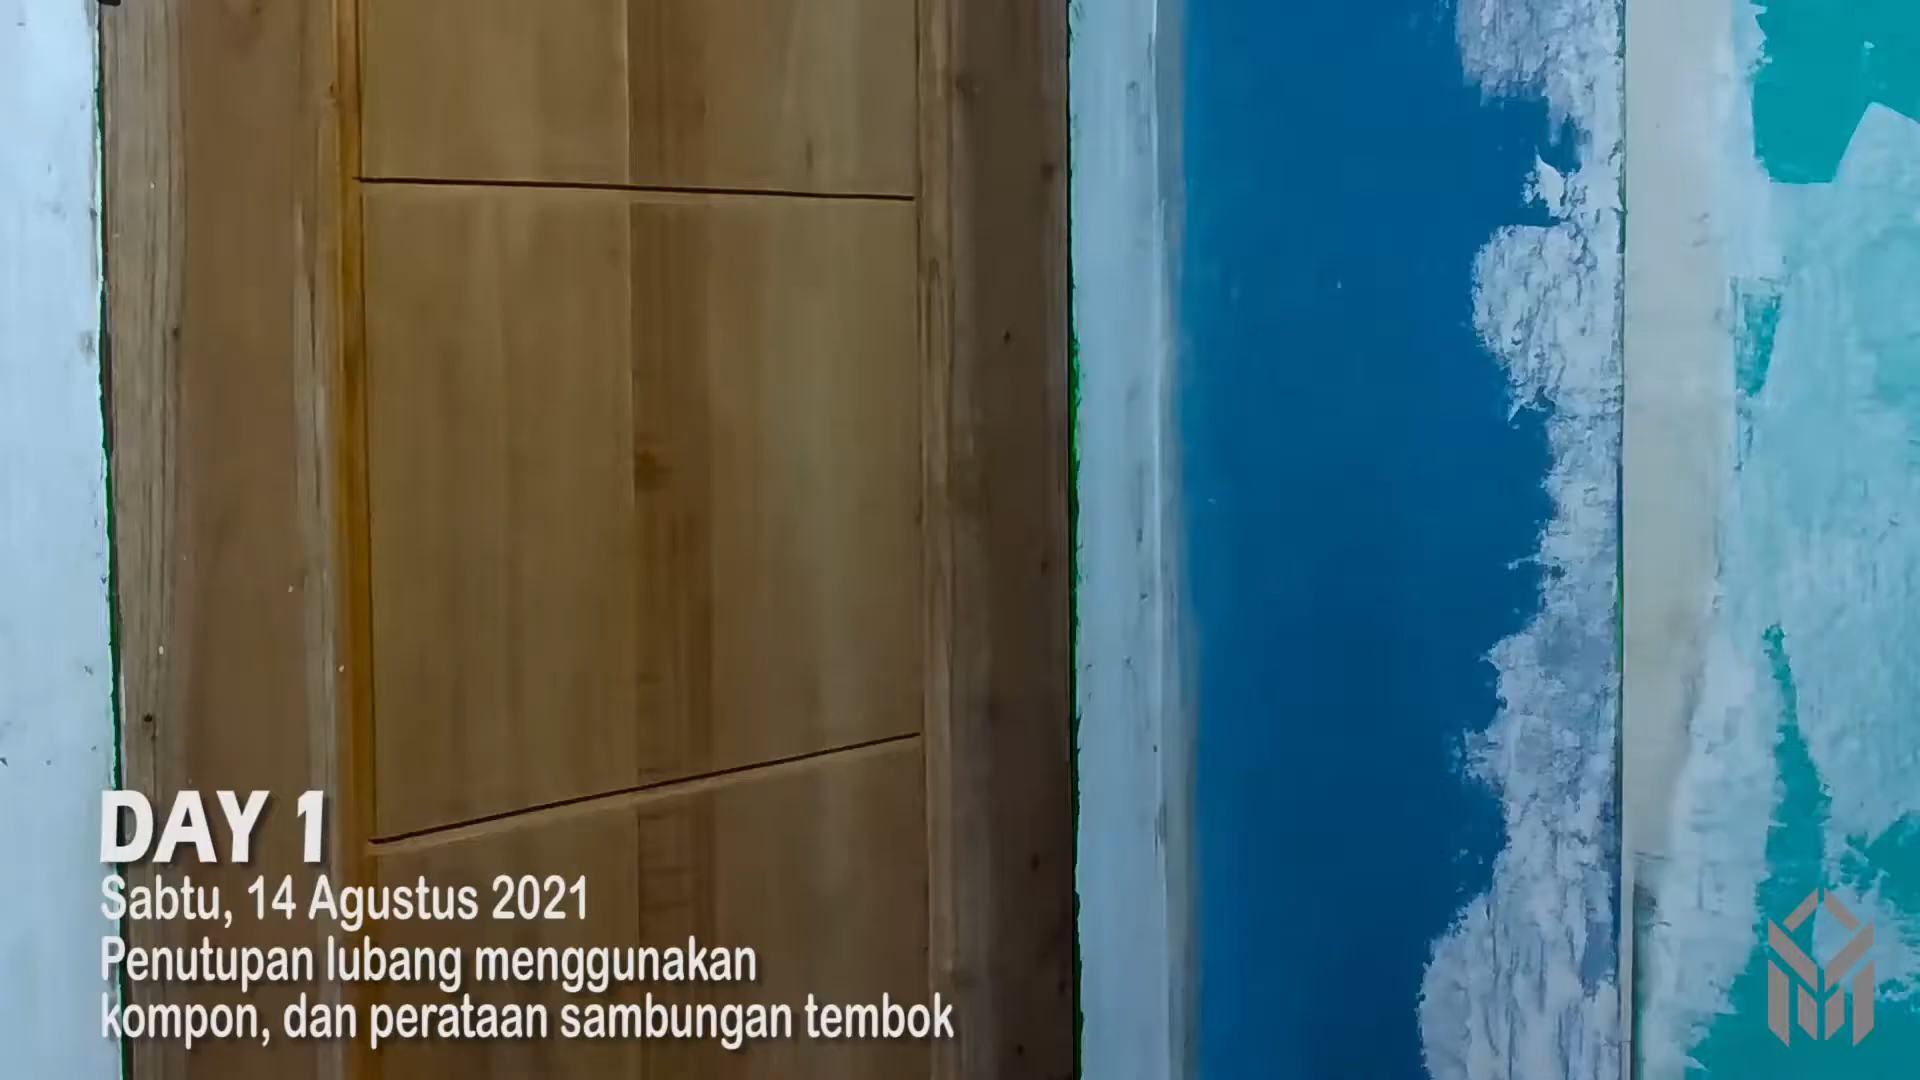 DAY 1
Sabtu, 14 Agustus 2021
Penutupan lubang menggunakan
kompon, dan perataan sambungan tembok